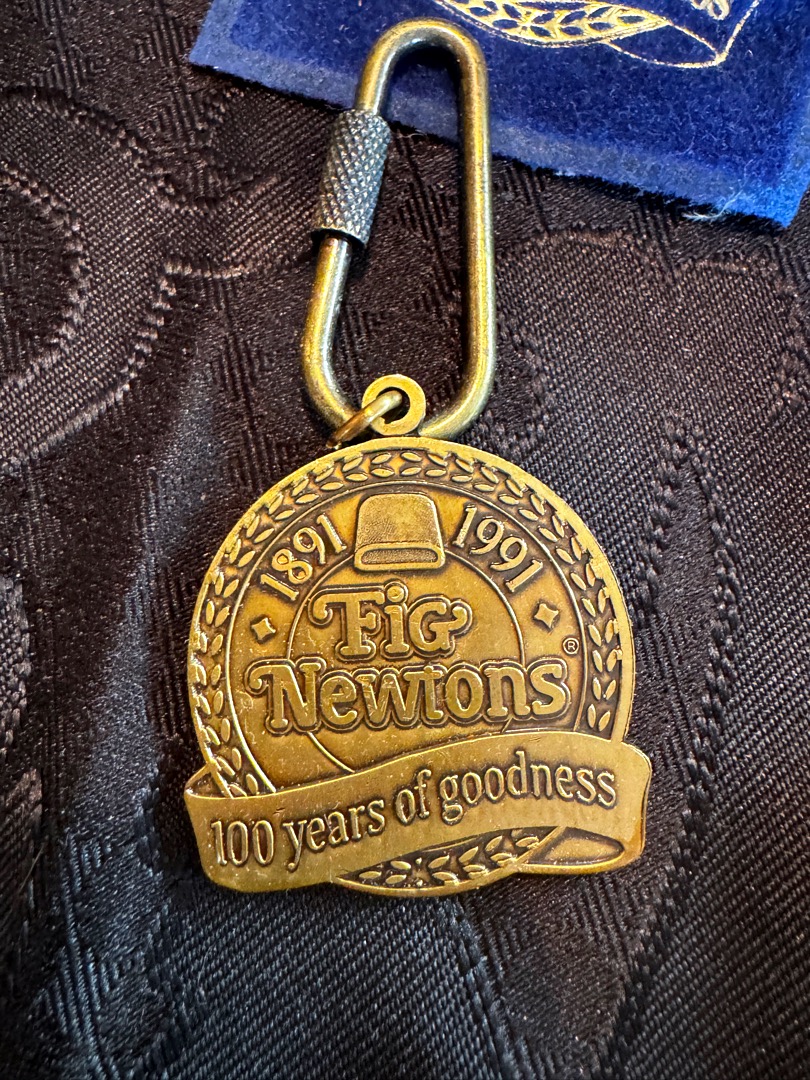 1891 1991
Fig
Newtons®
100 years of goodness